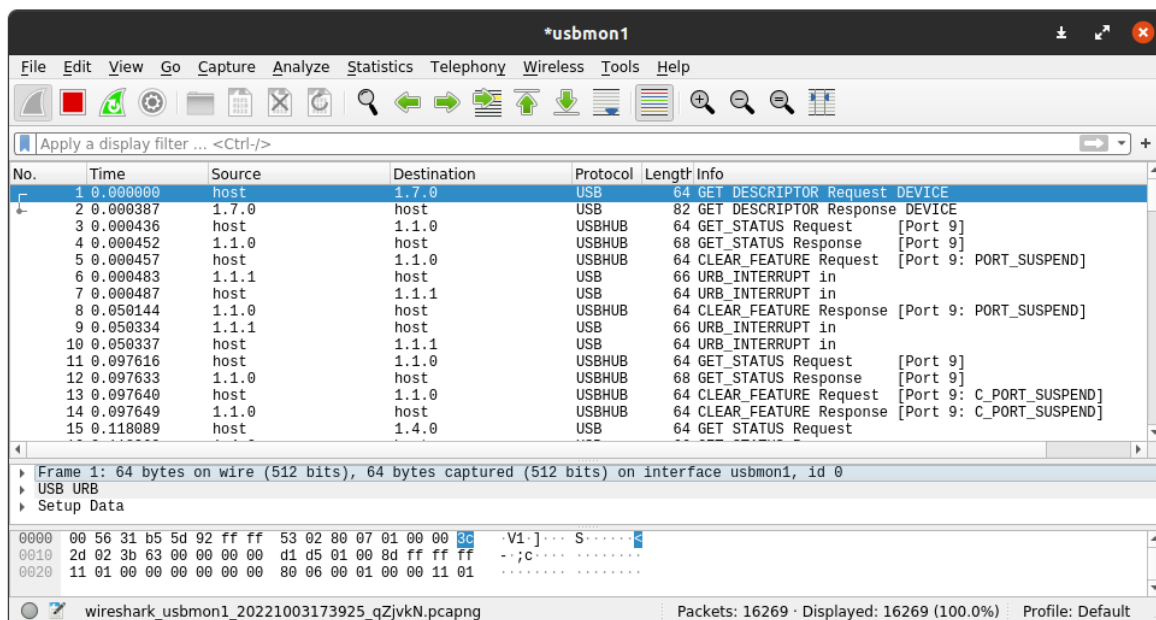 *usbmon1
File Edit View Go Capture Analyze Statistics Telephony Wireless Tools Help
Apply a display filter ... <Ctrl-/>
No. Time Source Destination Protocol Length Info
1 0.000000 host 1.7.0 USB 64 GET DESCRIPTOR Request DEVICE
2 0.000387 1.7.0 host USB 82 GET DESCRIPTOR Response DEVICE
3 0.000436 host 1.1.0 USBHUB 64 GET_STATUS Request [Port 9]
4 0.000452 1.1.0 host USBHUB 68 GET_STATUS Response [Port 9]
5 0.000457 host 1.1.0 USBHUB 64 CLEAR_FEATURE Request [Port 9: PORT_SUSPEND]
6 0.000483 1.1.1 host USB 66 URB_INTERRUPT in
7 0.000487 host 1.1.1 USB 64 URB_INTERRUPT in
8 0.050144 1.1.0 host USBHUB 64 CLEAR_FEATURE Response [Port 9: PORT_SUSPEND]
9 0.050334 1.1.1 host USB 66 URB_INTERRUPT in
10 0.050337 host 1.1.1 USB 64 URB_INTERRUPT in
11 0.097616 host 1.1.0 USBHUB 64 GET_STATUS Request [Port 9]
12 0.097633 1.1.0 host USBHUB 68 GET_STATUS Response [Port 9]
13 0.097640 host 1.1.0 USBHUB 64 CLEAR_FEATURE Request [Port 9: C_PORT_SUSPEND]
14 0.097649 1.1.0 host USBHUB 64 CLEAR_FEATURE Response [Port 9: C_PORT_SUSPEND]
15 0.118089 host 1.4.0 USB 64 GET STATUS Request
Frame 1: 64 bytes on wire (512 bits), 64 bytes captured (512 bits) on interface usbmon1, id 0
USB URB
Setup Data
0000 00 56 31 b5 5d 92 ff ff 53 02 80 07 01 00 00 3c ·V1·]··· S······<
0010 2d 02 3b 63 00 00 00 00 d1 d5 01 00 8d ff ff ff -·;c···· ········
0020 11 01 00 00 00 00 00 00 80 06 00 01 00 00 11 01 ········ ········
wireshark_usbmon1_20221003173925_qZjvkN.pcapng Packets: 16269 · Displayed: 16269 (100.0%) Profile: Default